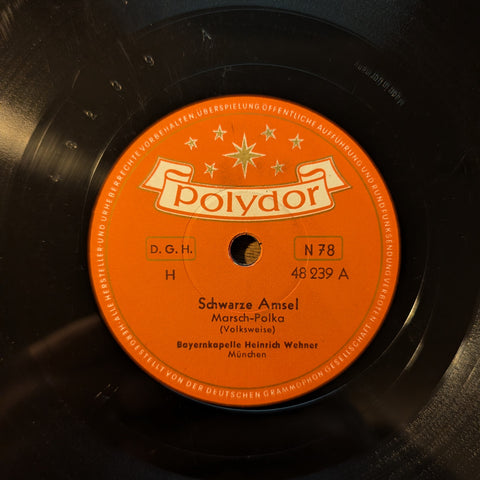 ALLE HERSTELLER-UND URHEBERRECHTE VORBEHALTEN, ÜBERSPIELUNG, ÖFFENTLICHE AUFFÜHRUNG UND RUNDFUNKSENDUNG VERBOTEN
polydor
D. G. H.
N 78
H
48 239 A
Schwarze Amsel
Marsch-Polka
(Volksweise)
Bayernkapelle Heinrich Wehner
München
HERGESTELLT VON DER DEUTSCHEN GRAMMOPHON GESELLSCHAFT